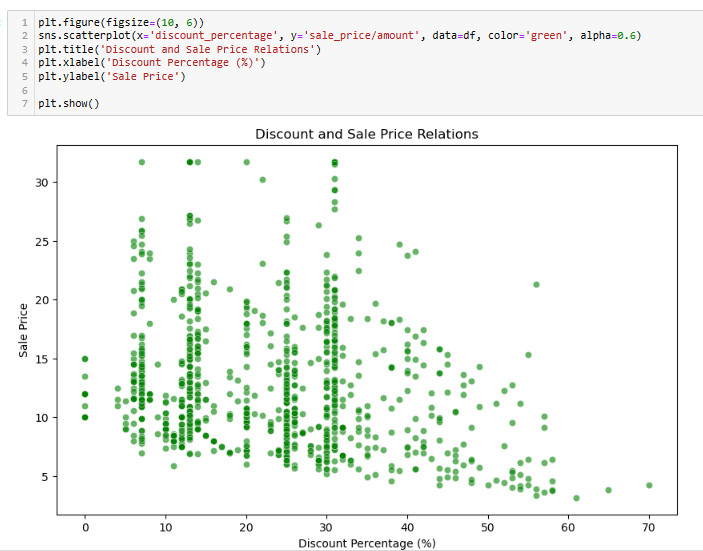 1 plt.figure(figsize=(10, 6))
2 sns.scatterplot(x='discount_percentage', y='sale_price/amount', data=df, color='green', alpha=0.6)
3 plt.title('Discount and Sale Price Relations')
4 plt.xlabel('Discount Percentage (%)')
5 plt.ylabel('Sale Price')
6
7 plt.show()
Discount and Sale Price Relations
30
25
20
15
10
5
Sale Price
0 10 20 30 40 50 60 70
Discount Percentage (%)